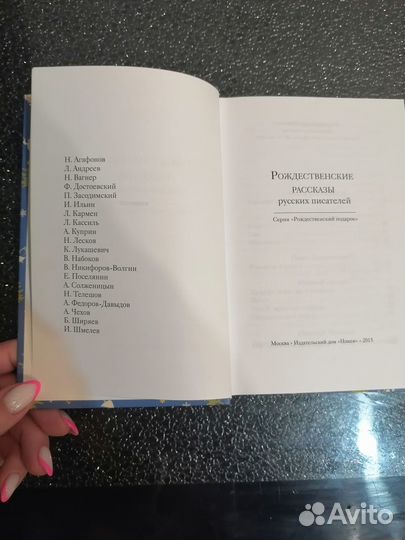 Н. Агафонов
Л. Андреев
Н. Вагнер
Ф. Достоевский
П. Засодимский
И. Ильин
Л. Кармен
Л. Кассиль
А. Куприн
Н. Лесков
К. Лукашевич
В. Набоков
В. Никифоров-Волгин
Е. Поселянин
А. Солженицын
Н. Телешов
А. Федоров-Давыдов
А. Чехов
Б. Ширяев
И. Шмелев
РОЖДЕСТВЕНСКИЕ
РАССКАЗЫ
русских писателей
Серия «Рождественский подарок»
Москва • Издательский дом «Никея» • 2015
Avito